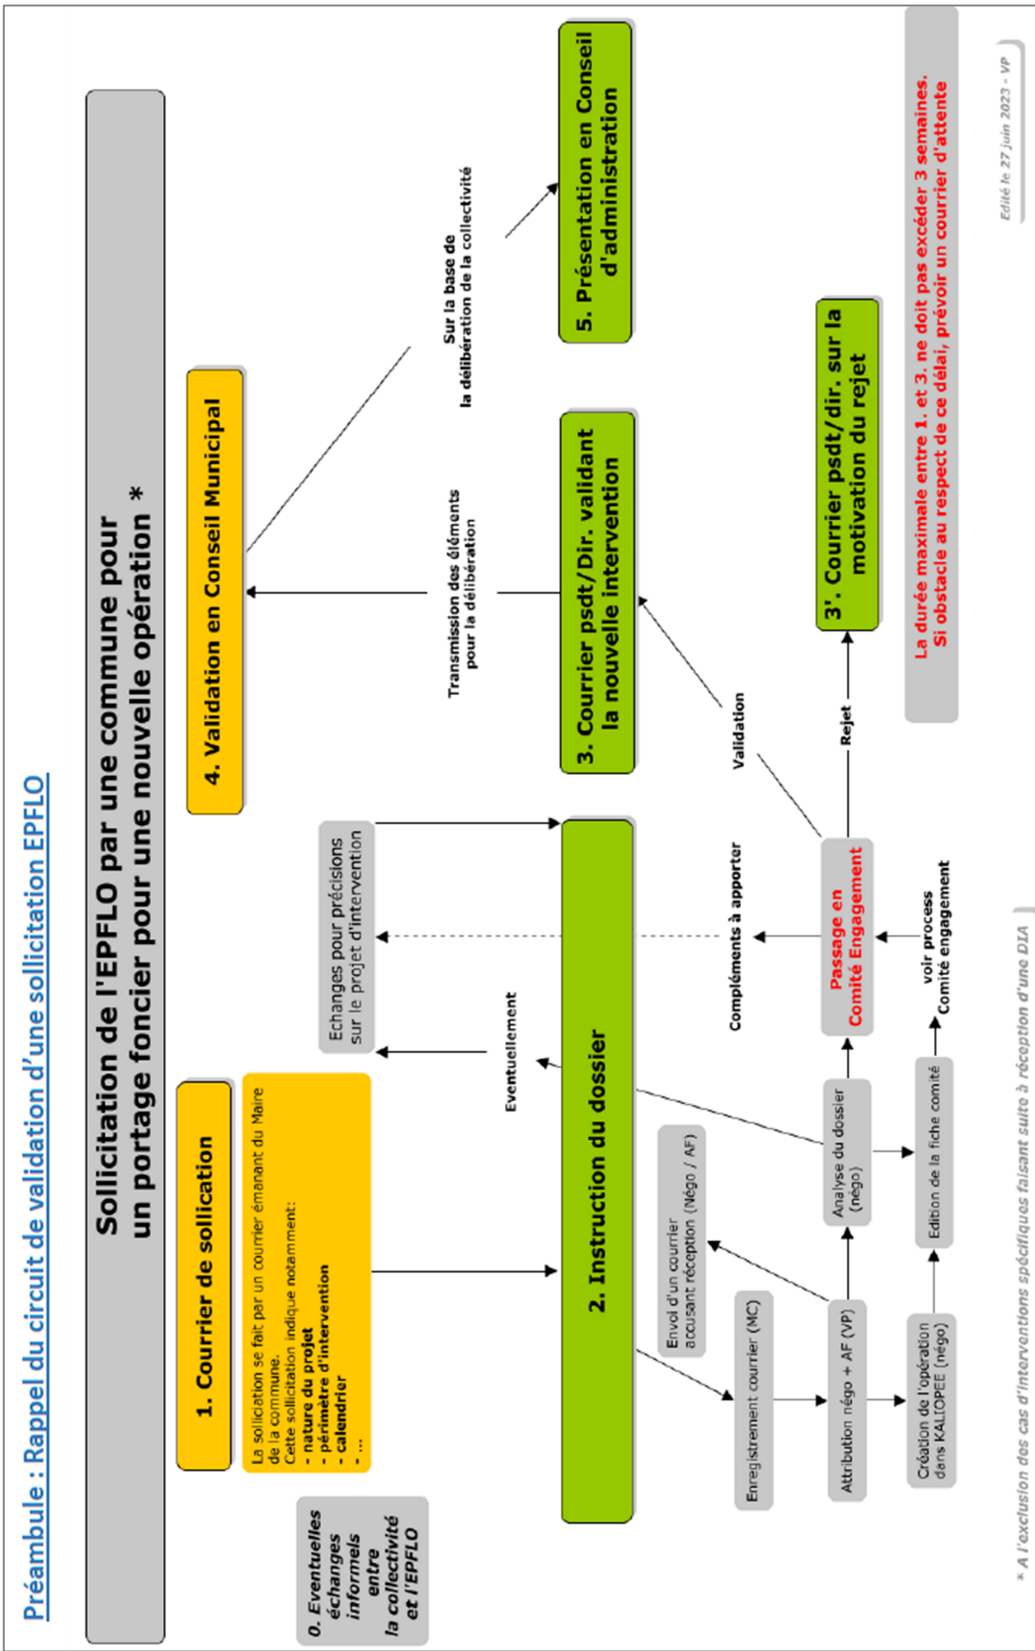 Préambule : Rappel du circuit de validation d'une sollicitation EPFLO
Sollicitation de l'EPFLO par une commune pour
un portage foncier pour une nouvelle opération *
0. Eventuelles
échanges
informels
entre
la collectivité
et l'EPFLO
1. Courrier de sollication
La solliciation se fait par un courrier émanant du Maire
de la commune.
Cette sollicitation indique notamment:
- nature du projet
- périmètre d'intervention
- calendrier
- ...
Echanges pour précisions
sur le projet d'intervention
4. Validation en Conseil Municipal
Eventuellement
Transmission des éléments
pour la délibération
Sur la base de
la délibération de la collectivité
2. Instruction du dossier
3. Courrier psdt/Dir. validant
la nouvelle intervention
5. Présentation en Conseil
d'administration
Envoi d'un courrier
accusant réception (Négo / AF)
Enregistrement courrier (MC)
Compléments à apporter
Validation
Attribution négo + AF (VP)
Analyse du dossier
(négo)
Passage en
Comité Engagement
Rejet
3'. Courrier psdt/dir. sur la
motivation du rejet
Création de l'opération
dans KALIOPEE (négo)
Edition de la fiche comité
voir process
Comité engagement
La durée maximale entre 1. et 3. ne doit pas excéder 3 semaines.
Si obstacle au respect de ce délai, prévoir un courrier d'attente
* A l'exclusion des cas d'interventions spécifiques faisant suite à réception d'une DIA
Edité le 27 juin 2023 - VP